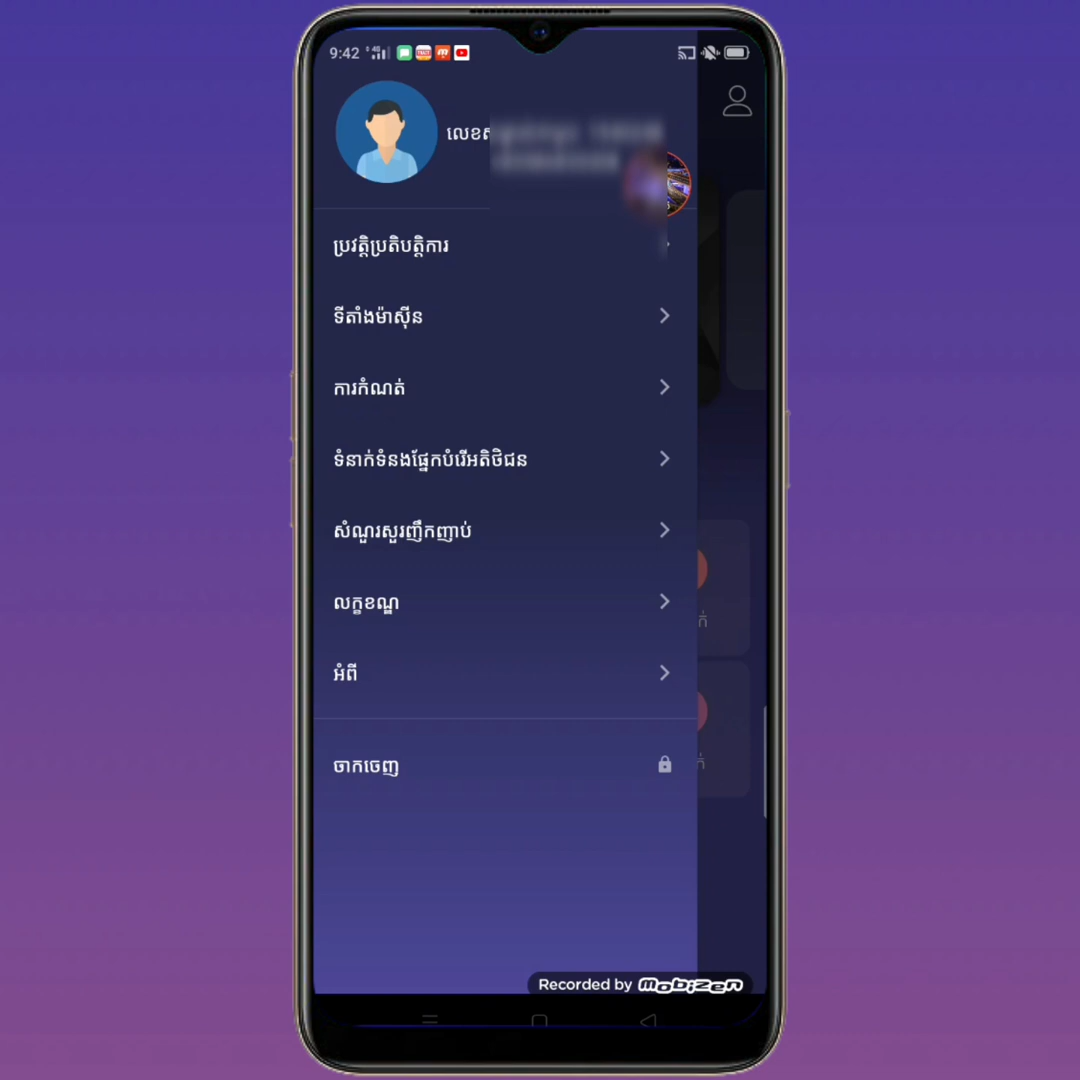 9:42
ប្រវត្តិប្រតិបត្តិការ
ទីតាំងម៉ាស៊ីន
ការកំណត់
ទំនាក់ទំនងផ្នែកបំរើអតិថិជន
សំណួរសួរញឹកញាប់
លក្ខខណ្ឌ
អំពី
ចាកចេញ
Recorded by mobizen